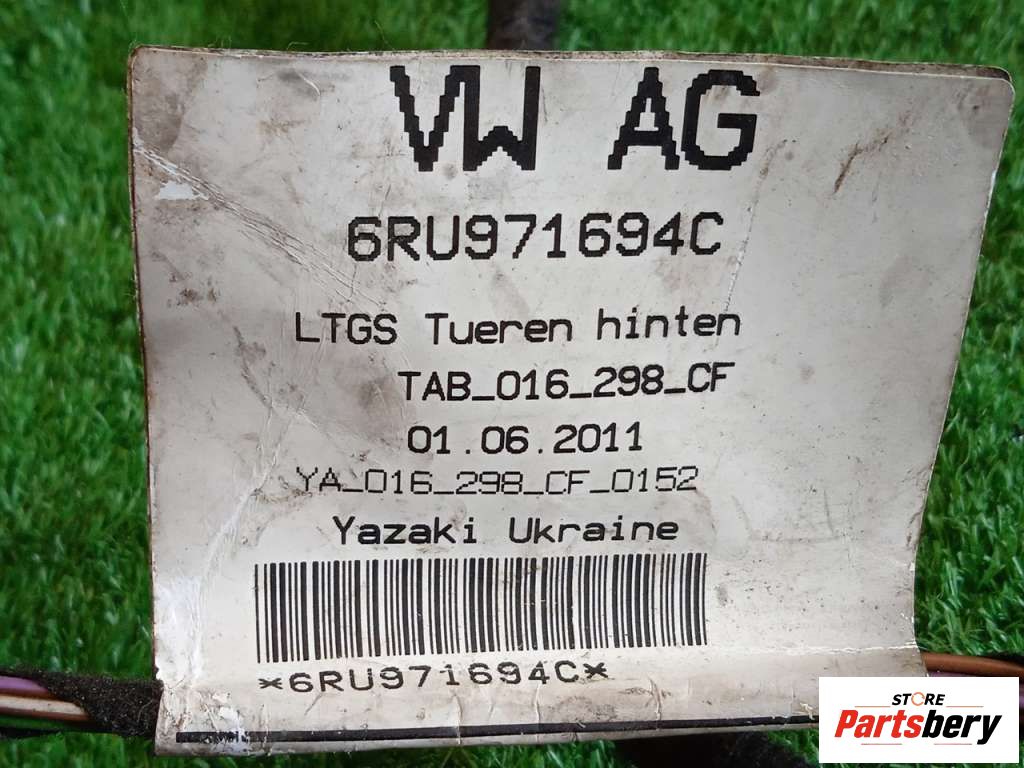 VW AG
6RU971694C
LTGS Tueren hinten
TAB_016_298_CF
01.06.2011
YA_016_298_CF_0152
Yazaki Ukraine
*6RU971694C*
STORE
Partsbery